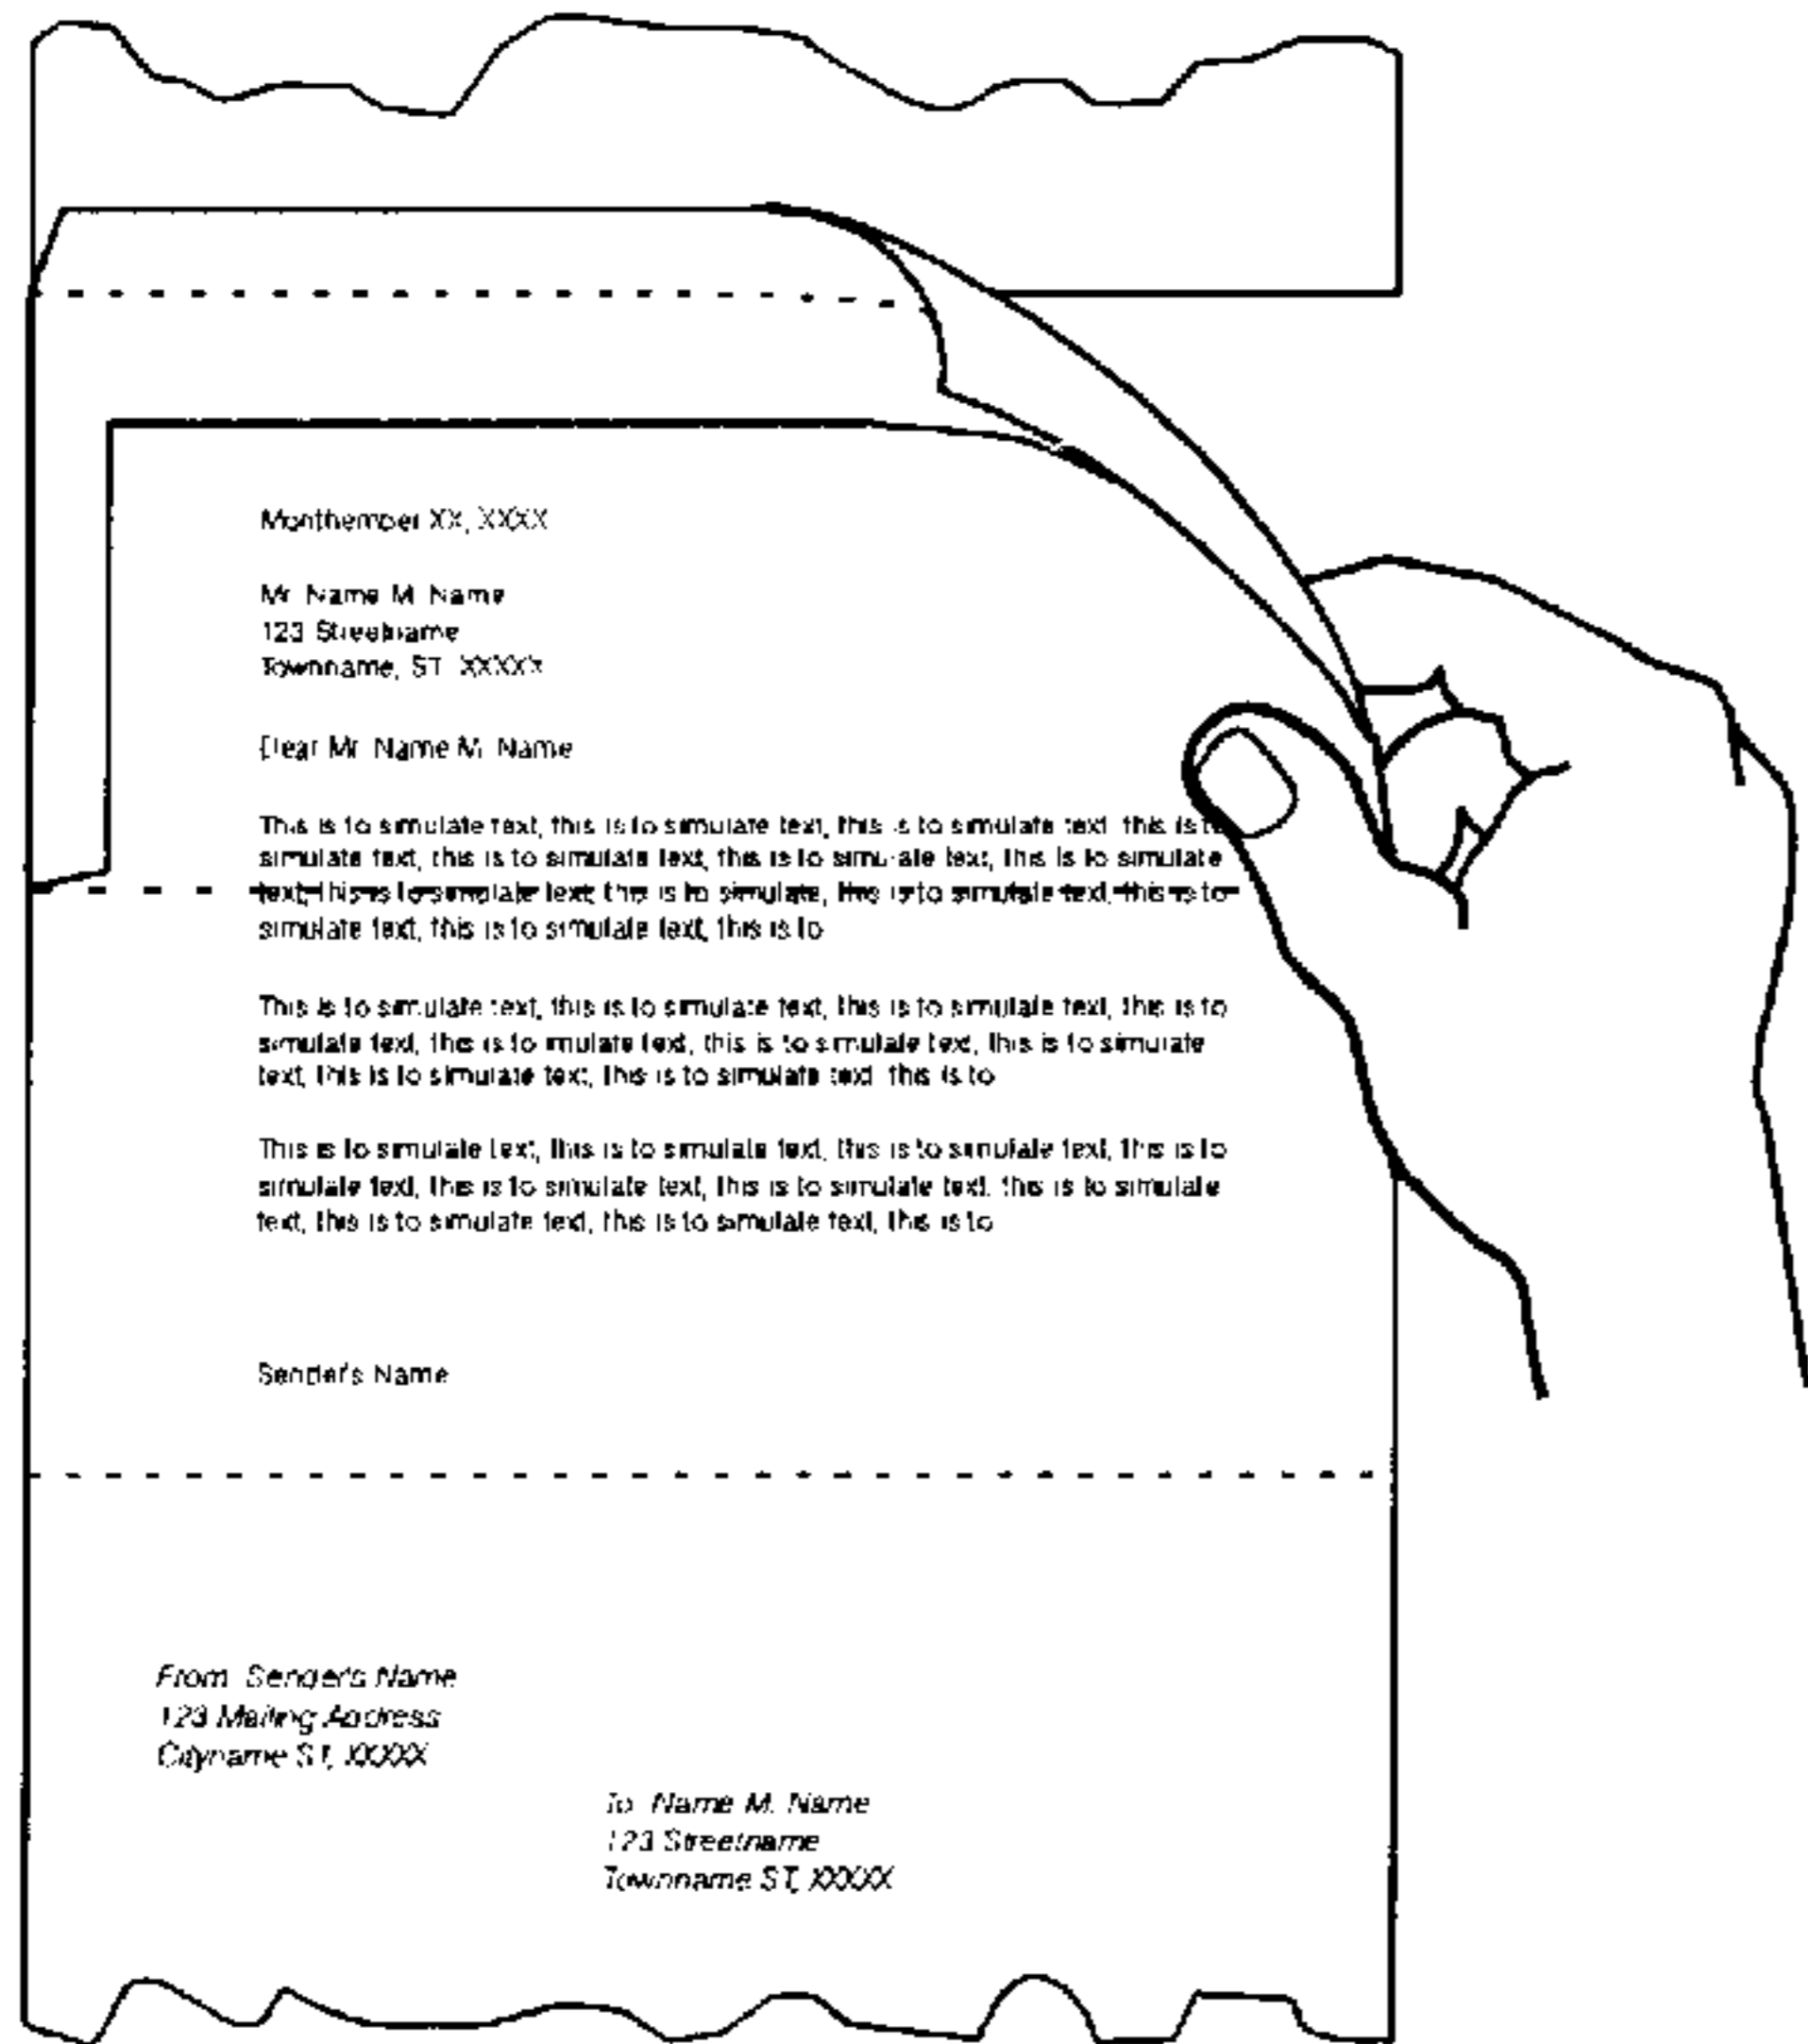 Monthember XX, XXXX
Mr. Name M. Name
123 Streetname
Townname, ST. XXXXX
Dear Mr. Name M. Name
This is to simulate text, this is to simulate text, this is to simulate text, this is to
simulate text, this is to simulate text, this is to simulate text, this is to simulate
text, this is to simulate text, this is to simulate, this is to simulate text, this is to
simulate text, this is to simulate text, this is to
This is to simulate text, this is to simulate text, this is to simulate text, this is to
simulate text, this is to mulate text, this is to simulate text, this is to simulate
text, this is to simulate text, this is to simulate text, this is to
This is to simulate text, this is to simulate text, this is to simulate text, this is to
simulate text, this is to simulate text, this is to simulate text, this is to simulate
text, this is to simulate text, this is to simulate text, this is to
Sender's Name
From: Sender's Name
123 Mailing Address
Cityname ST, XXXXX
To: Name M. Name
123 Streetname
Townname ST, XXXXX